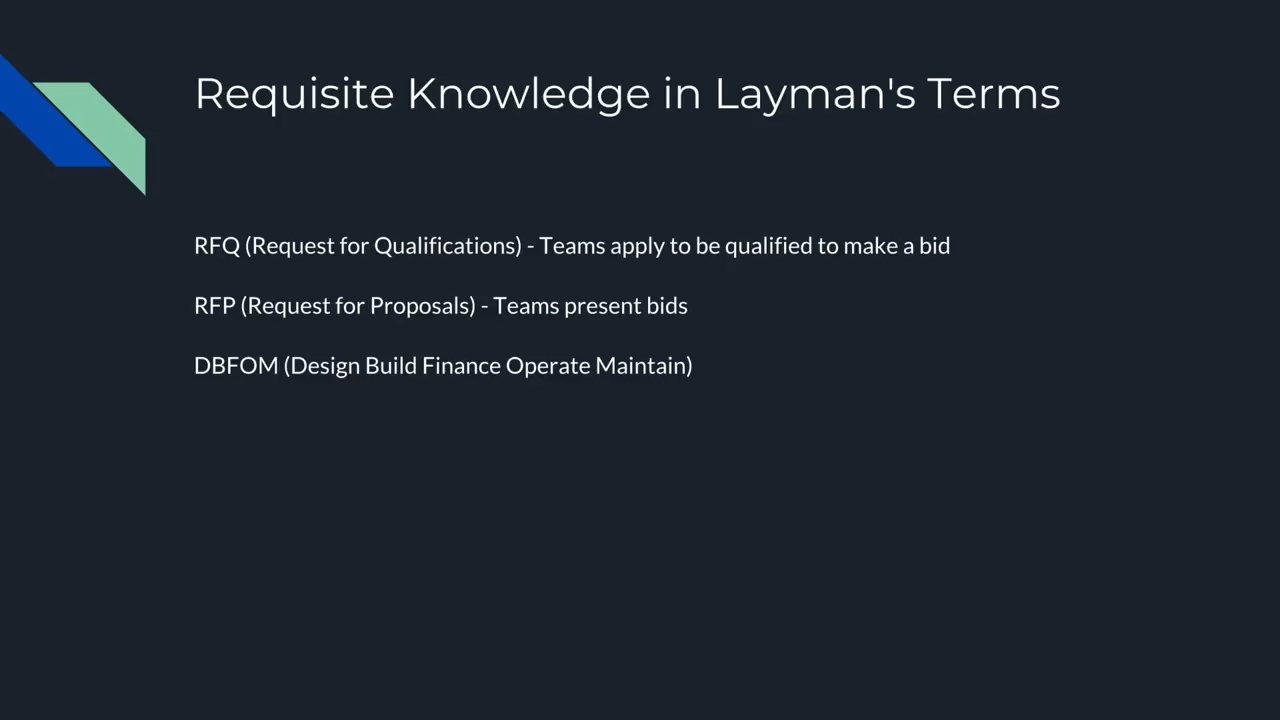 Requisite Knowledge in Layman's Terms
RFQ (Request for Qualifications) - Teams apply to be qualified to make a bid
RFP (Request for Proposals) - Teams present bids
DBFOM (Design Build Finance Operate Maintain)